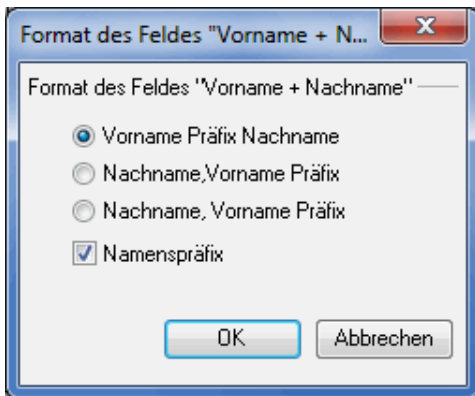 Format des Feldes "Vorname + N...
Format des Feldes "Vorname + Nachname"
Vorname Präfix Nachname
Nachname,Vorname Präfix
Nachname, Vorname Präfix
Namenspräfix
OK
Abbrechen